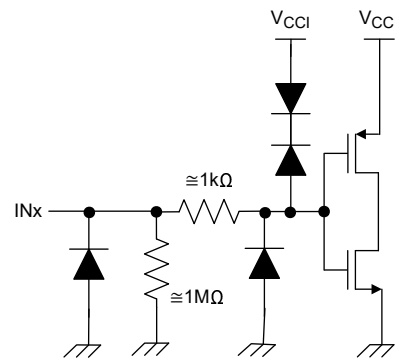 VCCI
VCC
≅1kΩ
INx
≅1MΩ